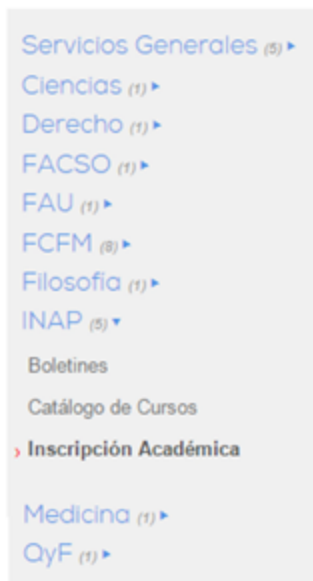 Servicios Generales (5)
Ciencias (1)
Derecho (1)
FACSO (1)
FAU (1)
FCFM (8)
Filosofía (1)
INAP (5)
Boletines
Catálogo de Cursos
› Inscripción Académica
Medicina (1)
QyF (1)